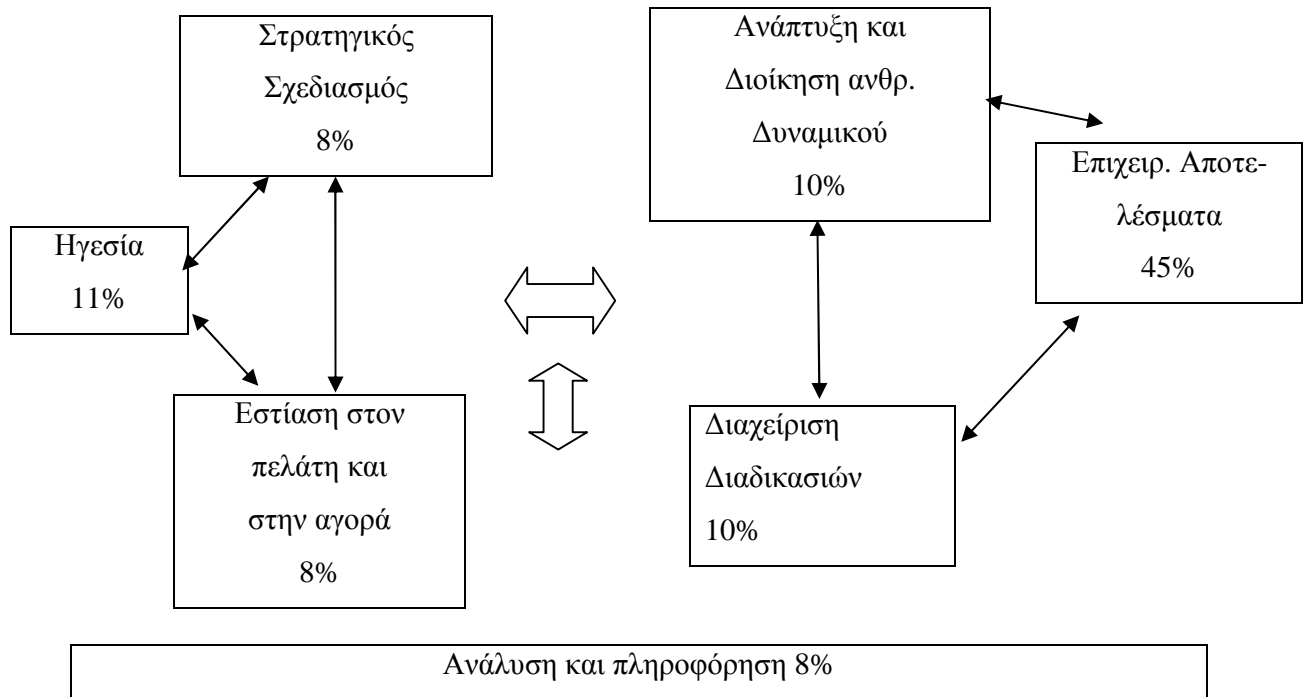 Στρατηγικός
Σχεδιασμός
8%
Ανάπτυξη και
Διοίκηση ανθρ.
Δυναμικού
10%
Επιχειρ. Αποτε-
λέσματα
45%
Ηγεσία
11%
Εστίαση στον
πελάτη και
στην αγορά
8%
Διαχείριση
Διαδικασιών
10%
Ανάλυση και πληροφόρηση 8%